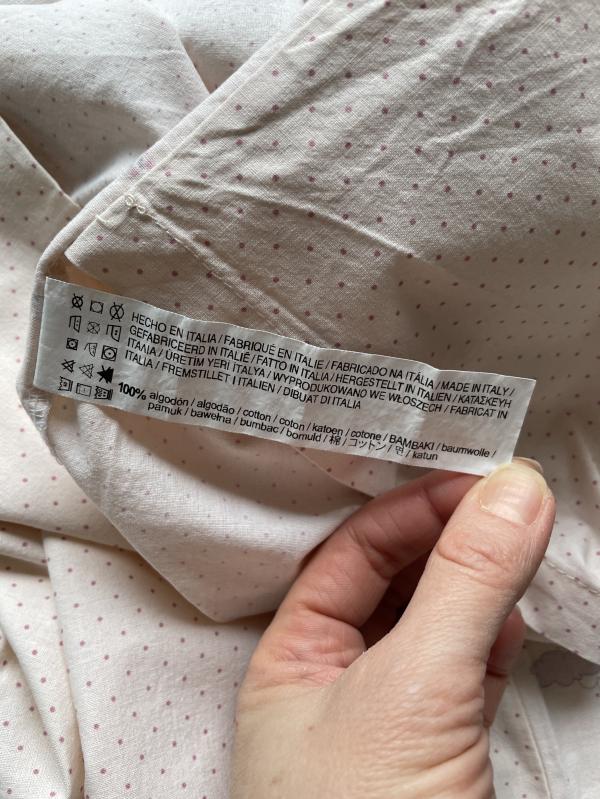 HECHO EN ITALIA / FABRIQUÉ EN ITALIE / FABRICADO NA ITÁLIA / MADE IN ITALY /
GEFABRICEERD IN ITALIË / FATTO IN ITALIA / HERGESTELLT IN ITALIEN / ΚΑΤΑΣΚΕΥΗ
ΙΤΑΛΙΑ / ÜRETİM YERİ İTALYA / WYPRODUKOWANO WE WŁOSZECH / FABRICAT IN
ITALIA / FREMSTILLET I ITALIEN / DIBUAT DI ITALIA
100% algodón / algodão / cotton / coton / katoen / cotone / BAMBAKI / baumwolle /
pamuk / bawełna / bumbac / bomuld / 棉 / コットン / 면 / katun